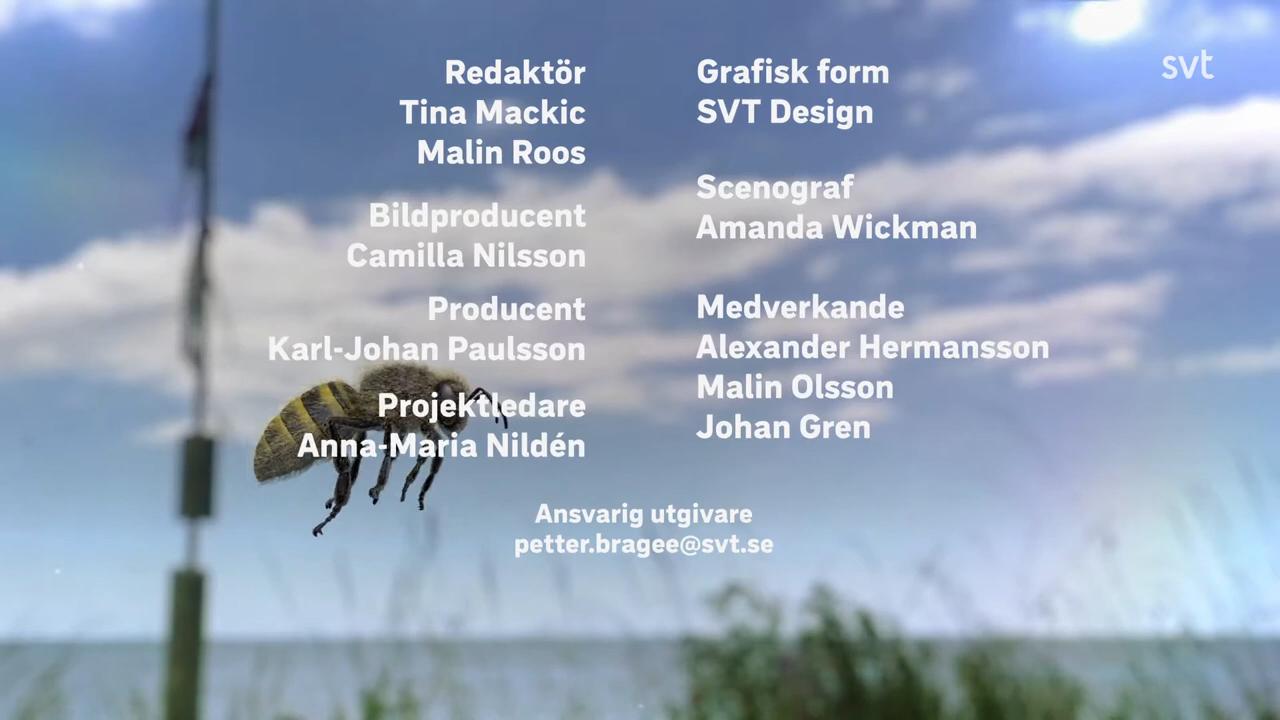 Redaktör
Tina Mackic
Malin Roos
Bildproducent
Camilla Nilsson
Producent
Karl-Johan Paulsson
Projektledare
Anna-Maria Nildén
Grafisk form
SVT Design
Scenograf
Amanda Wickman
Medverkande
Alexander Hermansson
Malin Olsson
Johan Gren
Ansvarig utgivare
petter.bragee@svt.se
svt